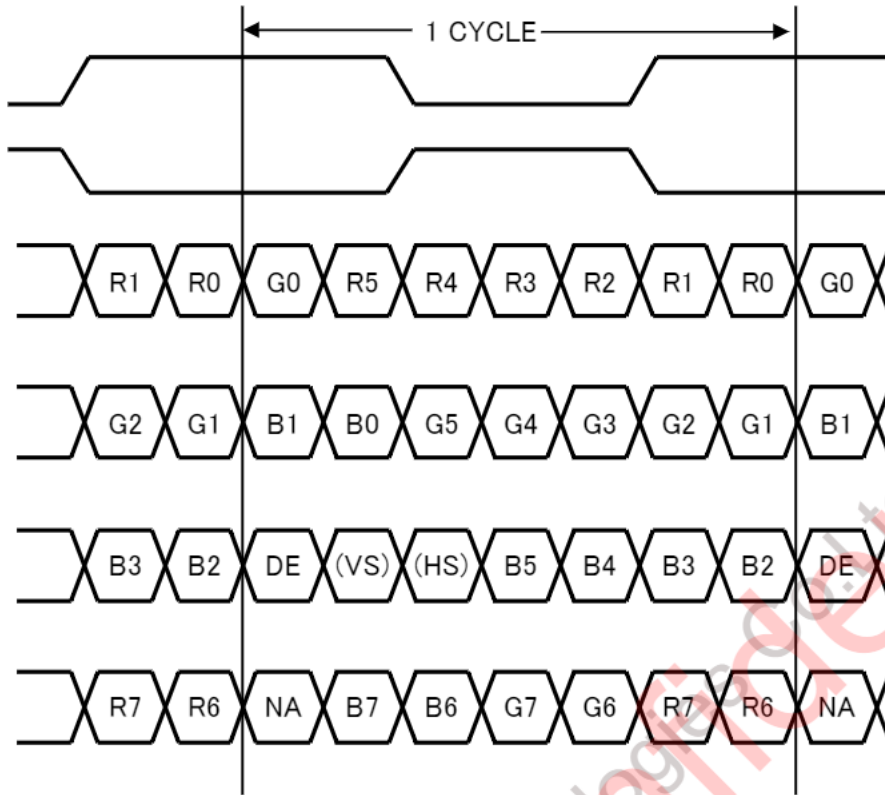 1 CYCLE
R1 R0 G0 R5 R4 R3 R2 R1 R0 G0
G2 G1 B1 B0 G5 G4 G3 G2 G1 B1
B3 B2 DE (VS) (HS) B5 B4 B3 B2 DE
R7 R6 NA B7 B6 G7 G6 R7 R6 NA